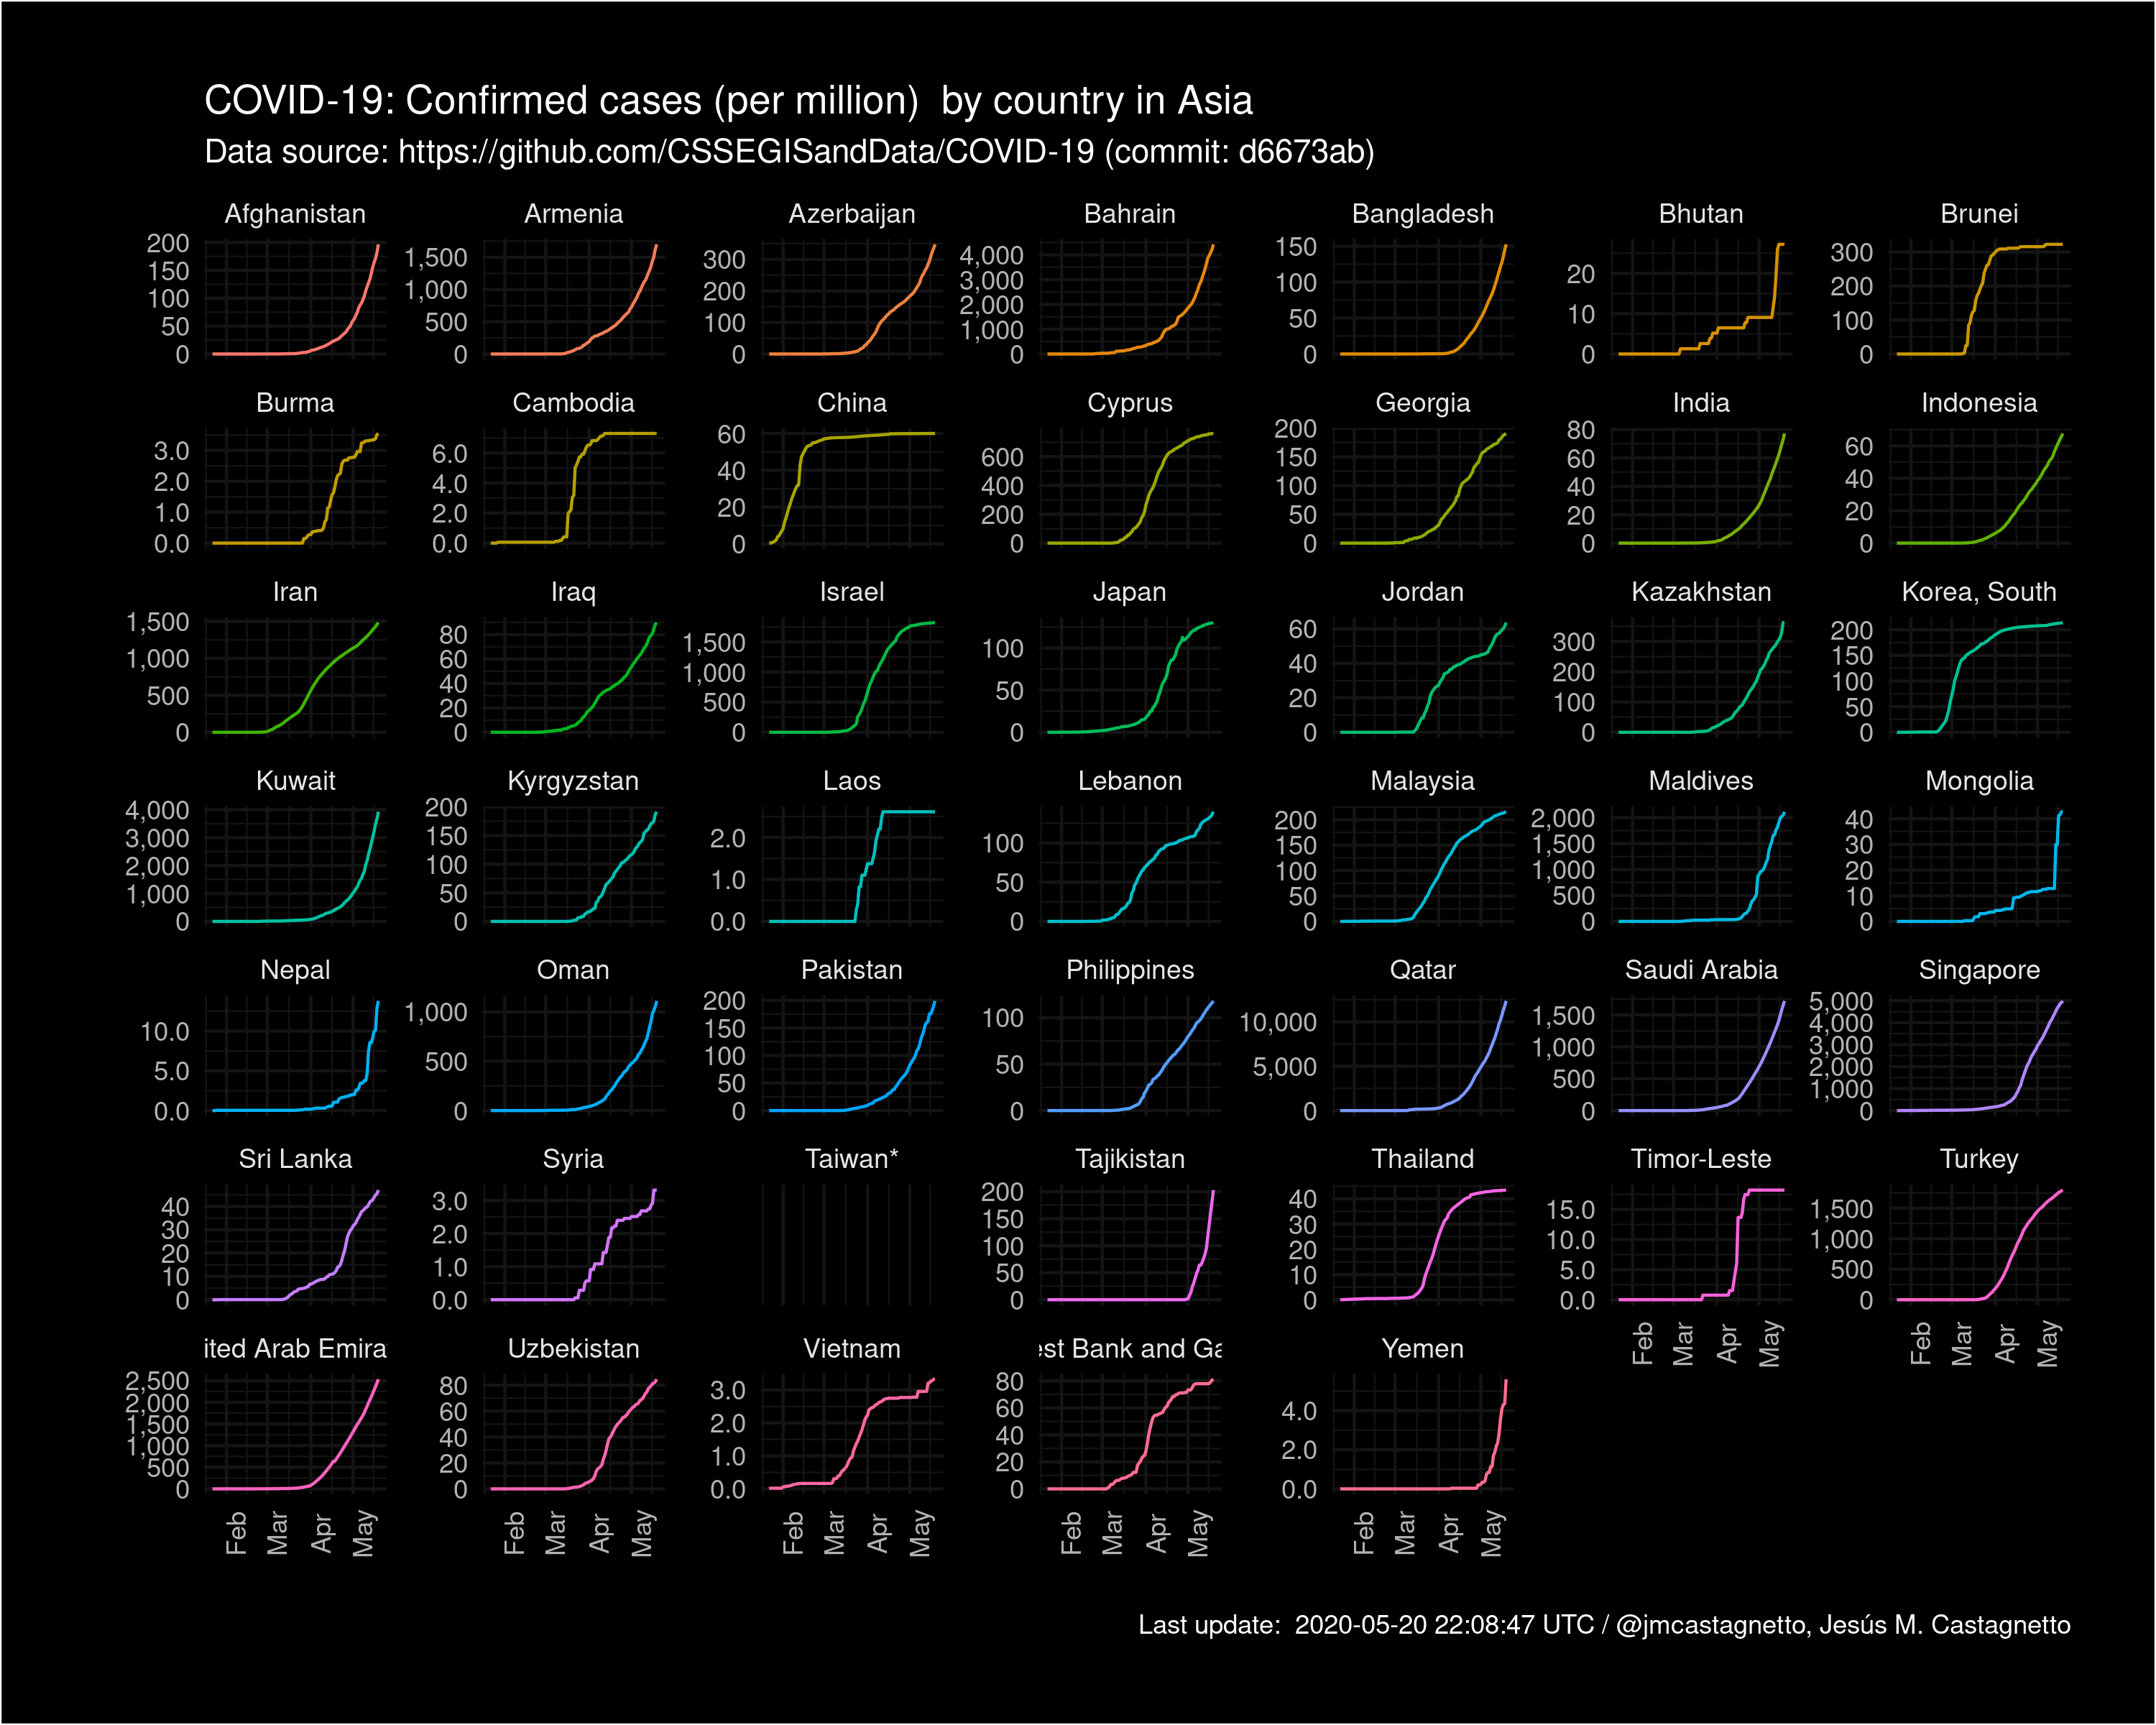 COVID-19: Confirmed cases (per million)  by country in Asia
Data source: https://github.com/CSSEGISandData/COVID-19 (commit: d6673ab)
Afghanistan Armenia Azerbaijan Bahrain Bangladesh Bhutan Brunei
200 150 100 50 0
1,500 1,000 500 0
300 200 100 0
4,000 3,000 2,000 1,000 0
150 100 50 0
20 10 0
300 200 100 0
Burma Cambodia China Cyprus Georgia India Indonesia
3.0 2.0 1.0 0.0
6.0 4.0 2.0 0.0
60 40 20 0
600 400 200 0
200 150 100 50 0
80 60 40 20 0
60 40 20 0
Iran Iraq Israel Japan Jordan Kazakhstan Korea, South
1,500 1,000 500 0
80 60 40 20 0
1,500 1,000 500 0
100 50 0
60 40 20 0
300 200 100 0
200 150 100 50 0
Kuwait Kyrgyzstan Laos Lebanon Malaysia Maldives Mongolia
4,000 3,000 2,000 1,000 0
200 150 100 50 0
2.0 1.0 0.0
100 50 0
200 150 100 50 0
2,000 1,500 1,000 500 0
40 30 20 10 0
Nepal Oman Pakistan Philippines Qatar Saudi Arabia Singapore
10.0 5.0 0.0
1,000 500 0
200 150 100 50 0
100 50 0
10,000 5,000 0
1,500 1,000 500 0
5,000 4,000 3,000 2,000 1,000 0
Sri Lanka Syria Taiwan* Tajikistan Thailand Timor-Leste Turkey
40 30 20 10 0
3.0 2.0 1.0 0.0
200 150 100 50 0
40 30 20 10 0
15.0 10.0 5.0 0.0
1,500 1,000 500 0
Feb Mar Apr May
Feb Mar Apr May
ited Arab Emira Uzbekistan Vietnam est Bank and Ga Yemen
2,500 2,000 1,500 1,000 500 0
80 60 40 20 0
3.0 2.0 1.0 0.0
80 60 40 20 0
4.0 2.0 0.0
Feb Mar Apr May
Feb Mar Apr May
Feb Mar Apr May
Feb Mar Apr May
Feb Mar Apr May
Last update:  2020-05-20 22:08:47 UTC / @jmcastagnetto, Jesús M. Castagnetto